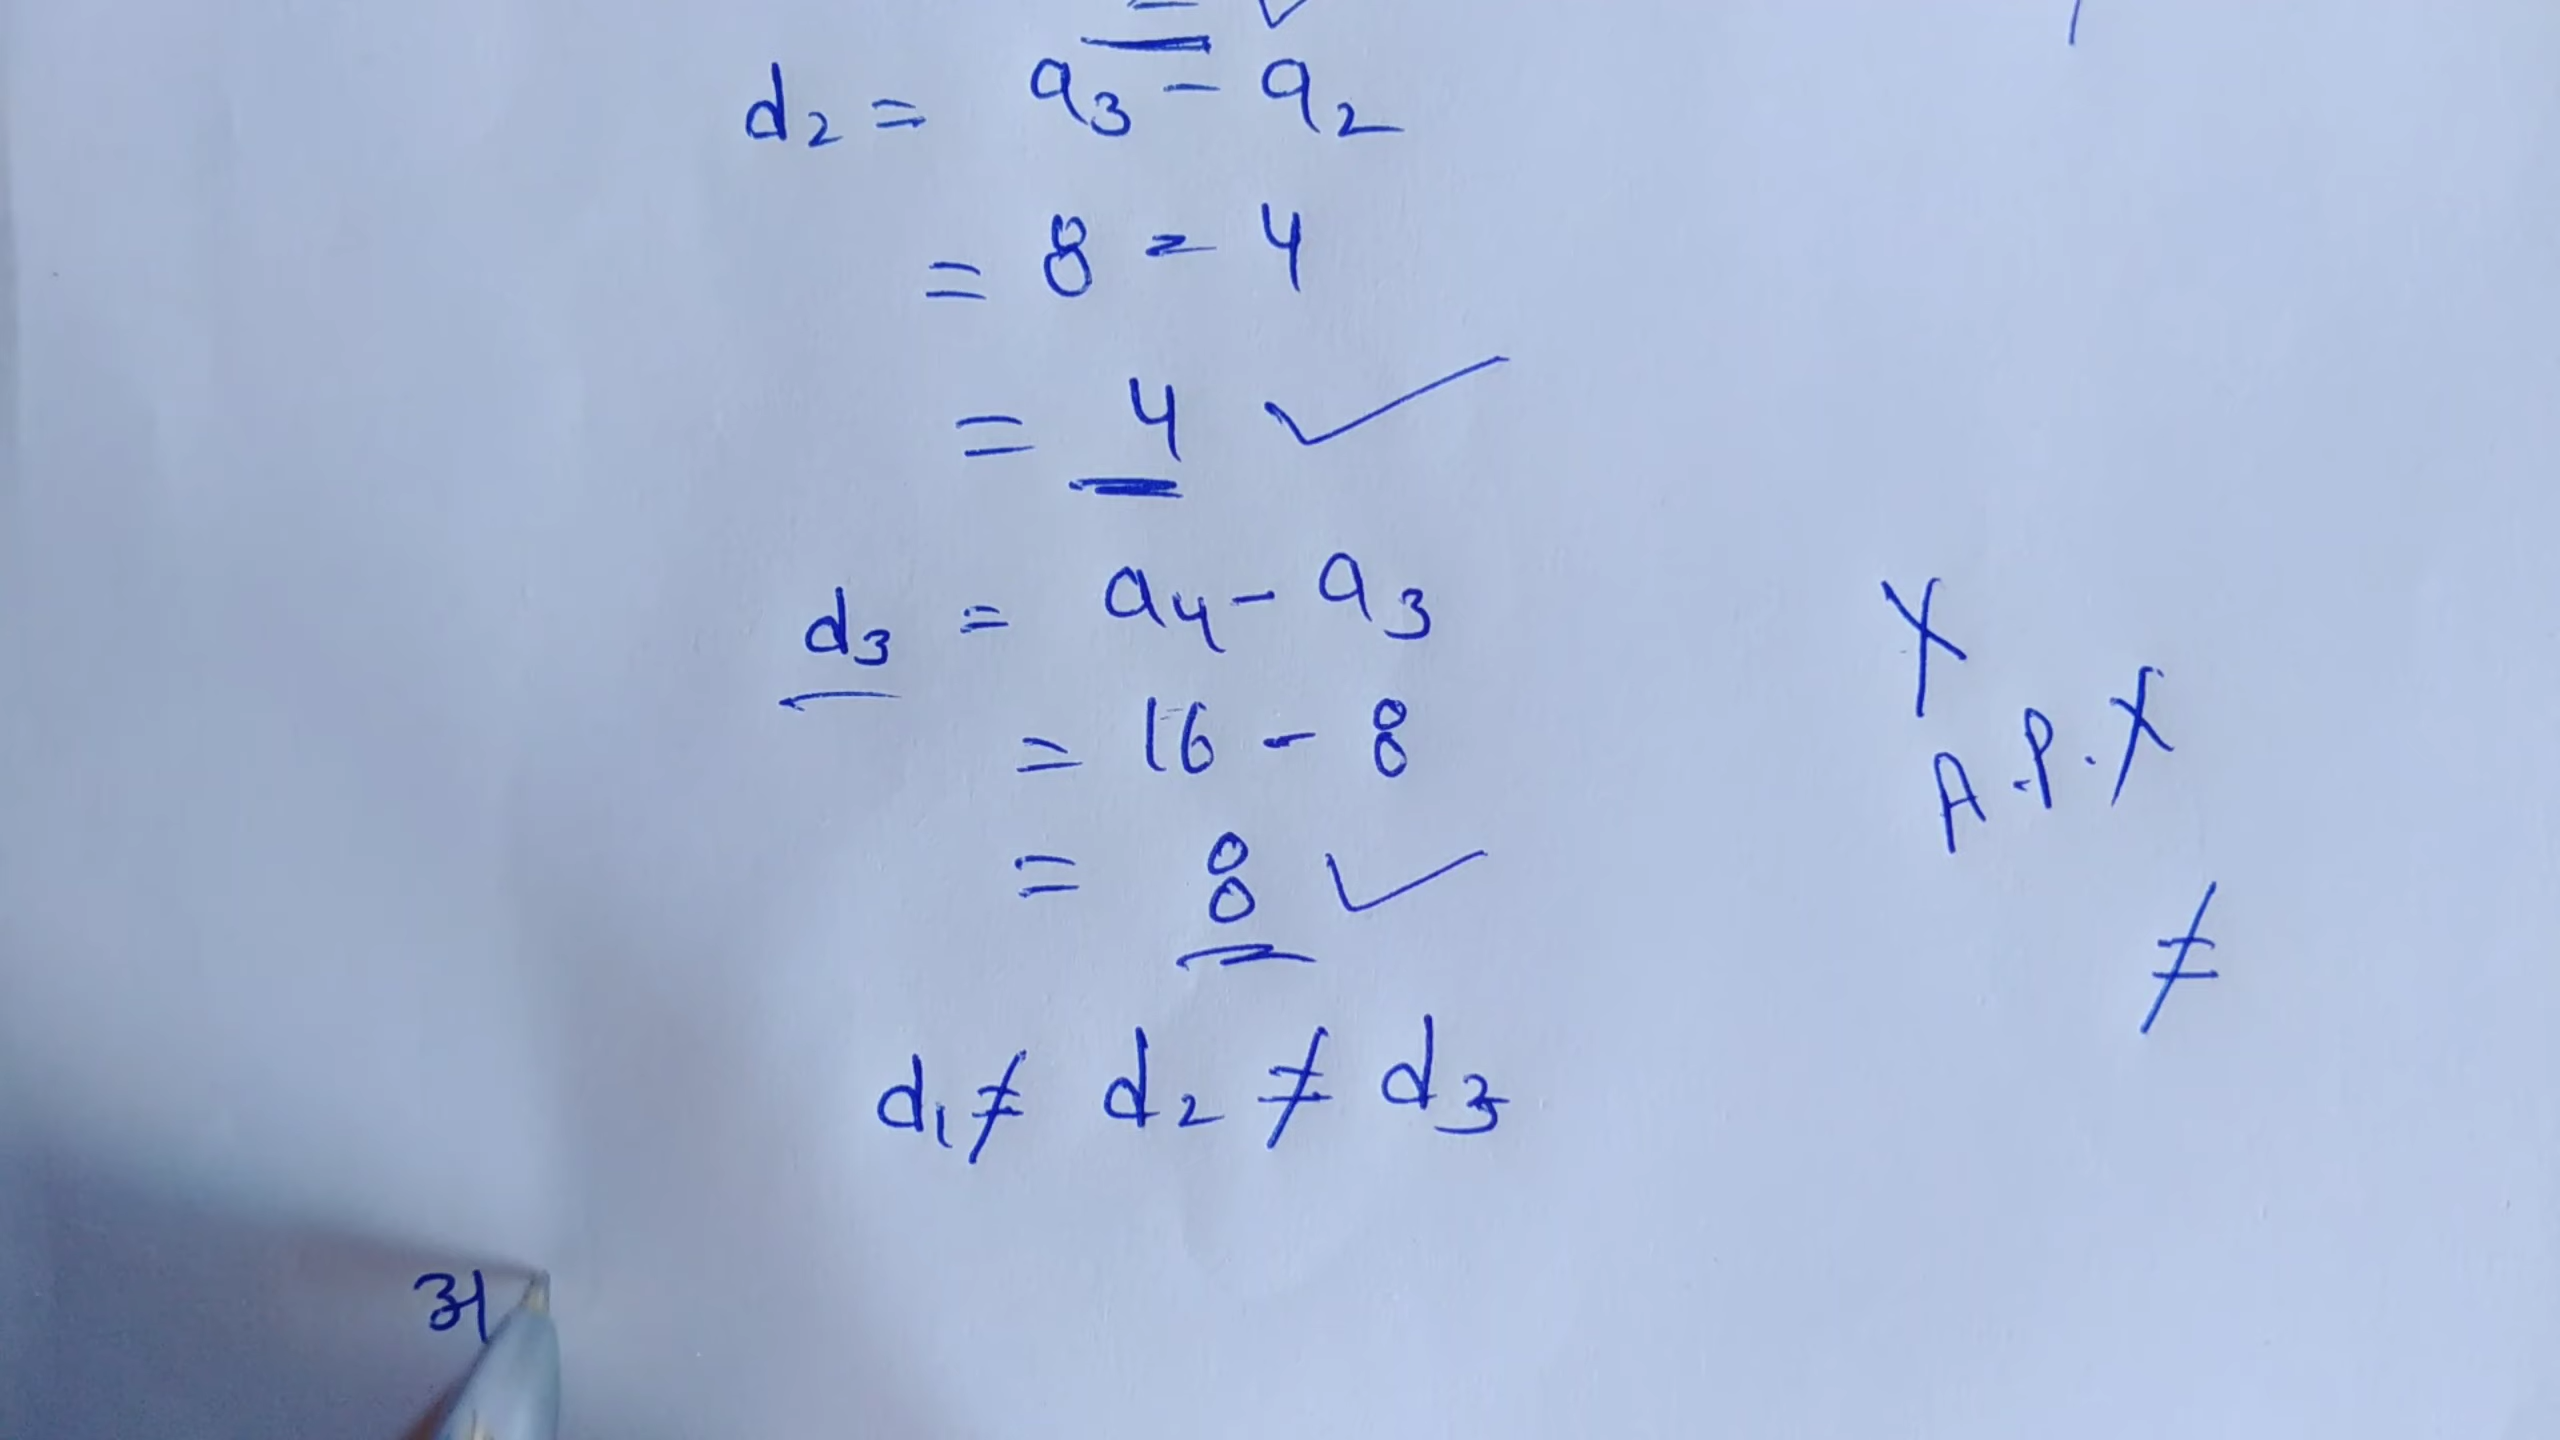 d2 = a3 - a2
= 8 - 4
= 4 ✓
d3 = a4 - a3
= 16 - 8
= 8 ✓
A.P. X
≠
d1 ≠ d2 ≠ d3
अ